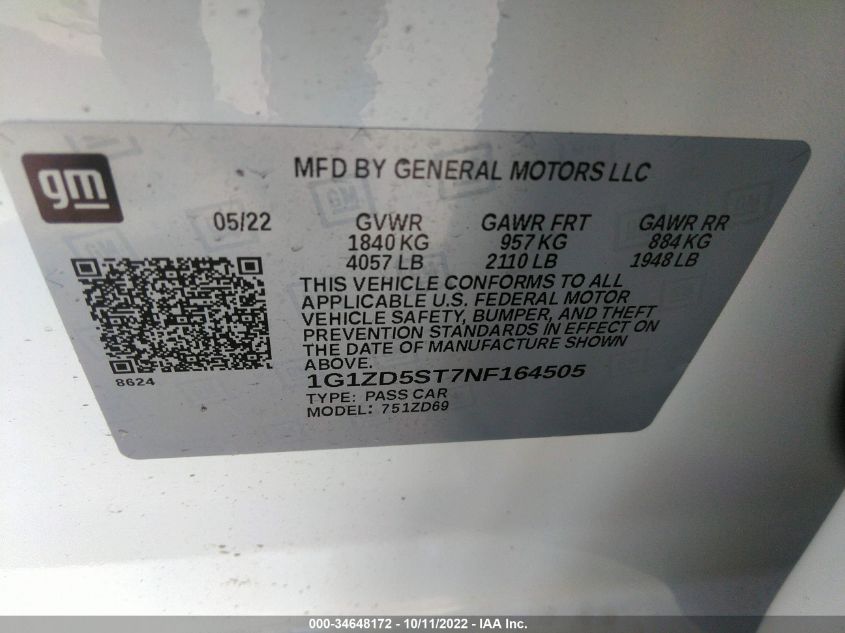 gm
MFD BY GENERAL MOTORS LLC
05/22 GVWR GAWR FRT GAWR RR
1840 KG 957 KG 884 KG
4057 LB 2110 LB 1948 LB
THIS VEHICLE CONFORMS TO ALL
APPLICABLE U.S. FEDERAL MOTOR
VEHICLE SAFETY, BUMPER, AND THEFT
PREVENTION STANDARDS IN EFFECT ON
THE DATE OF MANUFACTURE SHOWN
ABOVE.
8624
1G1ZD5ST7NF164505
TYPE: PASS CAR
MODEL: 751ZD69
000-34648172 - 10/11/2022 - IAA Inc.